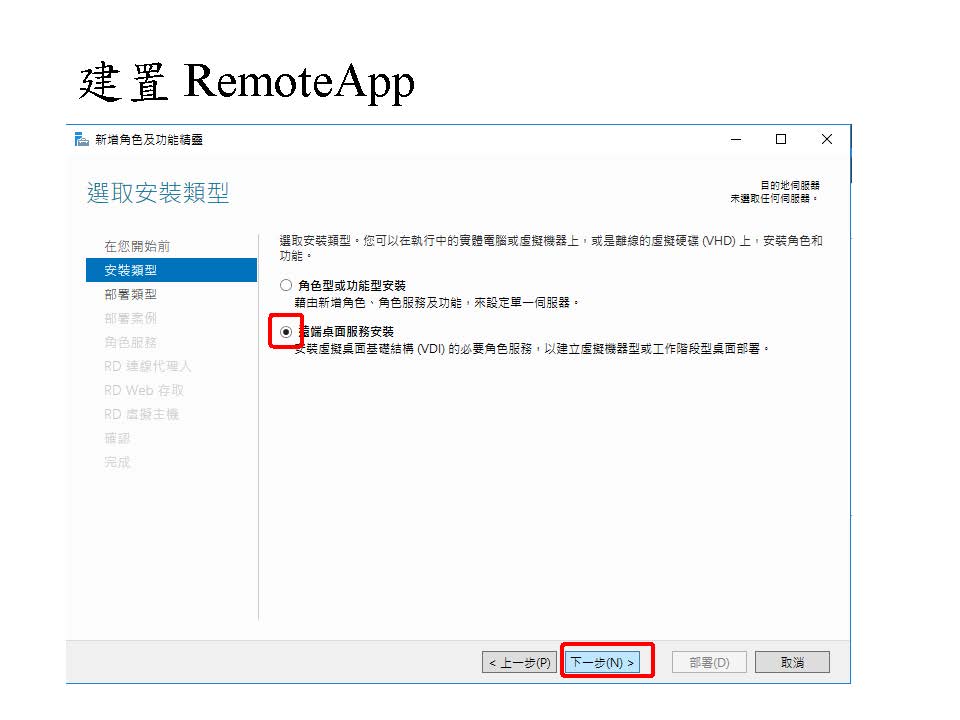 建置 RemoteApp
新增角色及功能精靈
選取安裝類型
目的地伺服器
未選取任何伺服器。
在您開始前
安裝類型
部署類型
部署案例
角色服務
RD 連線代理人
RD Web 存取
RD 虛擬主機
確認
完成
選取安裝類型。您可以在執行中的實體電腦或虛擬機器上，或是離線的虛擬硬碟 (VHD) 上，安裝角色和
功能。
角色型或功能型安裝
藉由新增角色、角色服務及功能，來設定單一伺服器。
遠端桌面服務安裝
安裝虛擬桌面基礎結構 (VDI) 的必要角色服務，以建立虛擬機器型或工作階段型桌面部署。
< 上一步(P)
下一步(N) >
部署(D)
取消